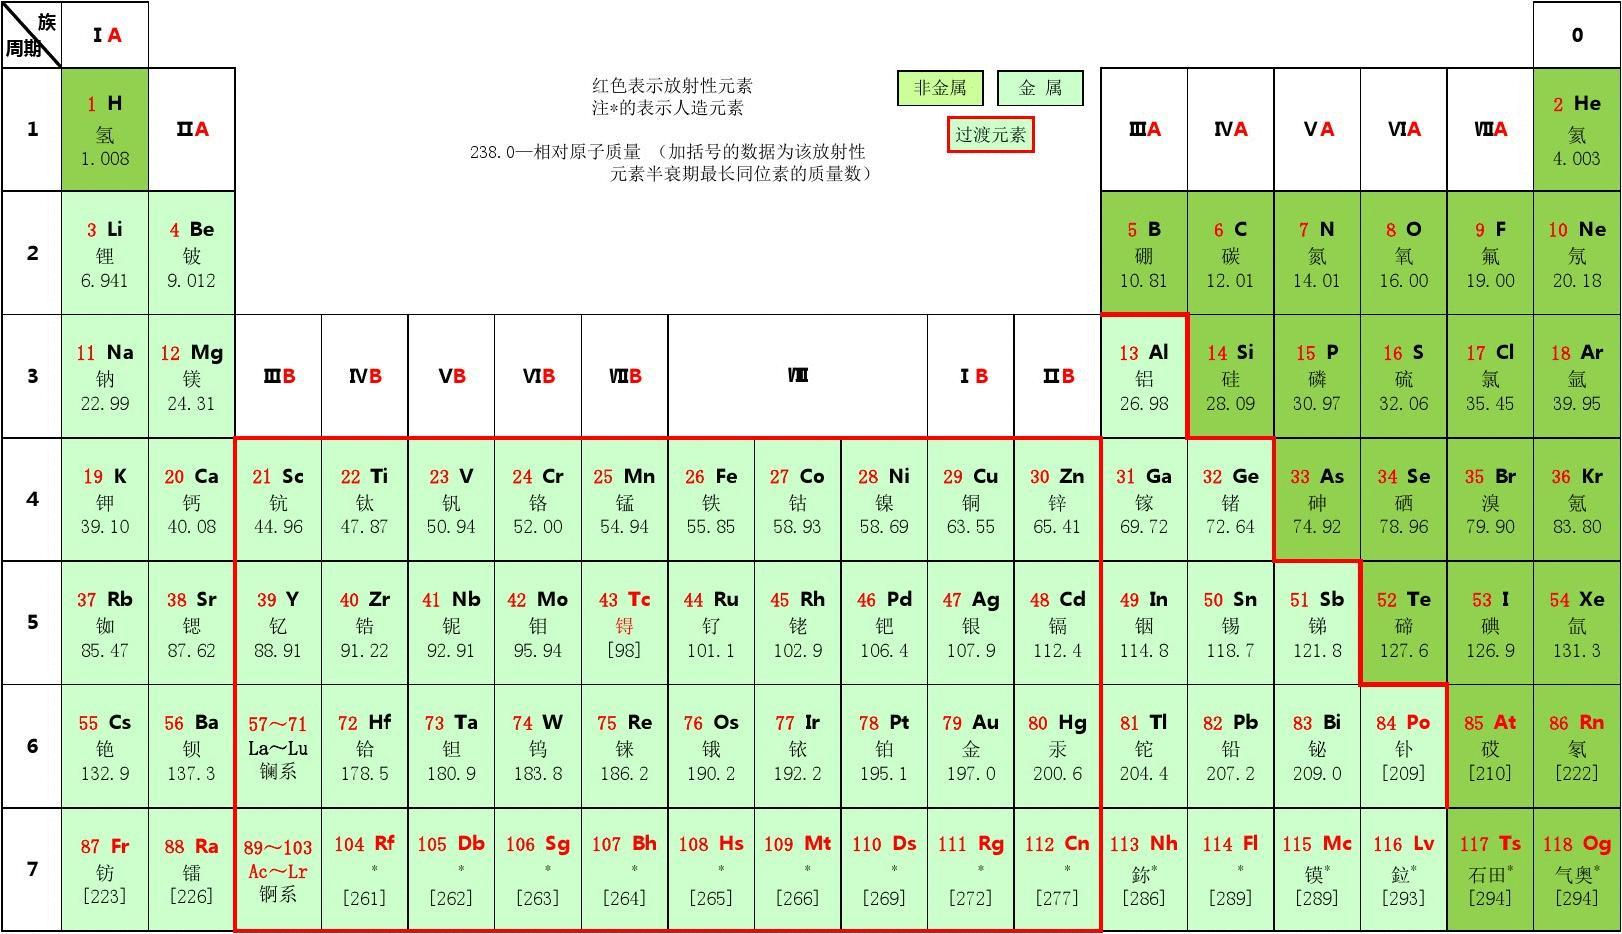 族
周期
ⅠA
0
红色表示放射性元素
注*的表示人造元素
238.0—相对原子质量 （加括号的数据为该放射性
元素半衰期最长同位素的质量数）
非金属
金 属
过渡元素
1
1 H
氢
1.008
ⅡA
ⅢA
ⅣA
ⅤA
ⅥA
ⅦA
2 He
氦
4.003
2
3 Li
锂
6.941
4 Be
铍
9.012
5 B
硼
10.81
6 C
碳
12.01
7 N
氮
14.01
8 O
氧
16.00
9 F
氟
19.00
10 Ne
氖
20.18
3
11 Na
钠
22.99
12 Mg
镁
24.31
ⅢB
ⅣB
ⅤB
ⅥB
ⅦB
Ⅷ
ⅠB
ⅡB
13 Al
铝
26.98
14 Si
硅
28.09
15 P
磷
30.97
16 S
硫
32.06
17 Cl
氯
35.45
18 Ar
氩
39.95
4
19 K
钾
39.10
20 Ca
钙
40.08
21 Sc
钪
44.96
22 Ti
钛
47.87
23 V
钒
50.94
24 Cr
铬
52.00
25 Mn
锰
54.94
26 Fe
铁
55.85
27 Co
钴
58.93
28 Ni
镍
58.69
29 Cu
铜
63.55
30 Zn
锌
65.41
31 Ga
镓
69.72
32 Ge
锗
72.64
33 As
砷
74.92
34 Se
硒
78.96
35 Br
溴
79.90
36 Kr
氪
83.80
5
37 Rb
铷
85.47
38 Sr
锶
87.62
39 Y
钇
88.91
40 Zr
锆
91.22
41 Nb
铌
92.91
42 Mo
钼
95.94
43 Tc
锝
[98]
44 Ru
钌
101.1
45 Rh
铑
102.9
46 Pd
钯
106.4
47 Ag
银
107.9
48 Cd
镉
112.4
49 In
铟
114.8
50 Sn
锡
118.7
51 Sb
锑
121.8
52 Te
碲
127.6
53 I
碘
126.9
54 Xe
氙
131.3
6
55 Cs
铯
132.9
56 Ba
钡
137.3
57～71
La～Lu
镧系
72 Hf
铪
178.5
73 Ta
钽
180.9
74 W
钨
183.8
75 Re
铼
186.2
76 Os
锇
190.2
77 Ir
铱
192.2
78 Pt
铂
195.1
79 Au
金
197.0
80 Hg
汞
200.6
81 Tl
铊
204.4
82 Pb
铅
207.2
83 Bi
铋
209.0
84 Po
钋
[209]
85 At
砹
[210]
86 Rn
氡
[222]
7
87 Fr
钫
[223]
88 Ra
镭
[226]
89～103
Ac～Lr
锕系
104 Rf
*
[261]
105 Db
*
[262]
106 Sg
*
[263]
107 Bh
*
[264]
108 Hs
*
[265]
109 Mt
*
[266]
110 Ds
*
[269]
111 Rg
*
[272]
112 Cn
*
[277]
113 Nh
鉨*
[286]
114 Fl
*
[289]
115 Mc
镆*
[289]
116 Lv
鉝*
[293]
117 Ts
石田*
[294]
118 Og
气奥*
[294]